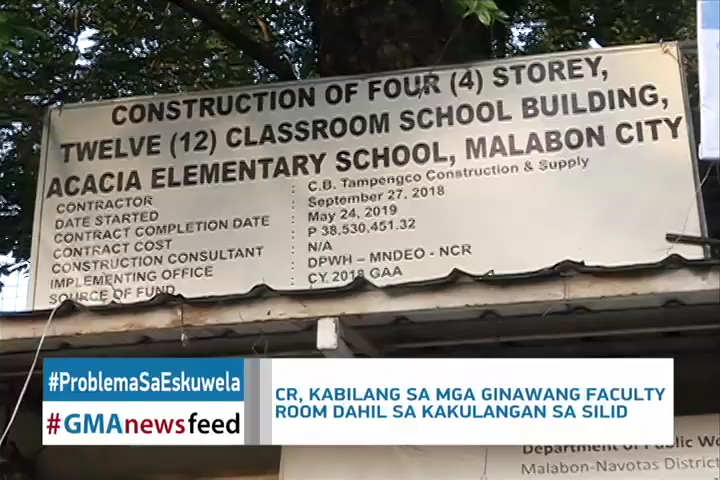 CONSTRUCTION OF FOUR (4) STOREY,
TWELVE (12) CLASSROOM SCHOOL BUILDING,
ACACIA ELEMENTARY SCHOOL, MALABON CITY
CONTRACTOR : C.B. Tampengco Construction & Supply
DATE STARTED : September 27, 2018
CONTRACT COMPLETION DATE : May 24, 2019
CONTRACT COST : P 38,530,451.32
CONSTRUCTION CONSULTANT : N/A
IMPLEMENTING OFFICE : DPWH – MNDEO - NCR
SOURCE OF FUND : CY 2018 GAA
#ProblemaSaEskuwela
#GMAnewsfeed
CR, KABILANG SA MGA GINAWANG FACULTY
ROOM DAHIL SA KAKULANGAN SA SILID
Department of Public
Malabon-Navotas District